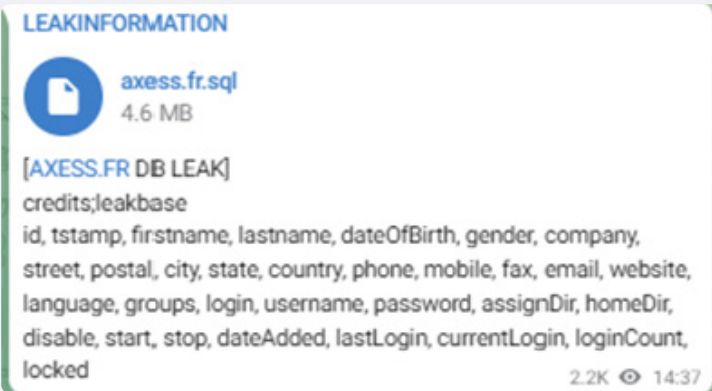 LEAKINFORMATION
axess.fr.sql
4.6 MB
[AXESS.FR DB LEAK]
credits;leakbase
id, tstamp, firstname, lastname, dateOfBirth, gender, company,
street, postal, city, state, country, phone, mobile, fax, email, website,
language, groups, login, username, password, assignDir, homeDir,
disable, start, stop, dateAdded, lastLogin, currentLogin, loginCount,
locked
2.2K 14:37